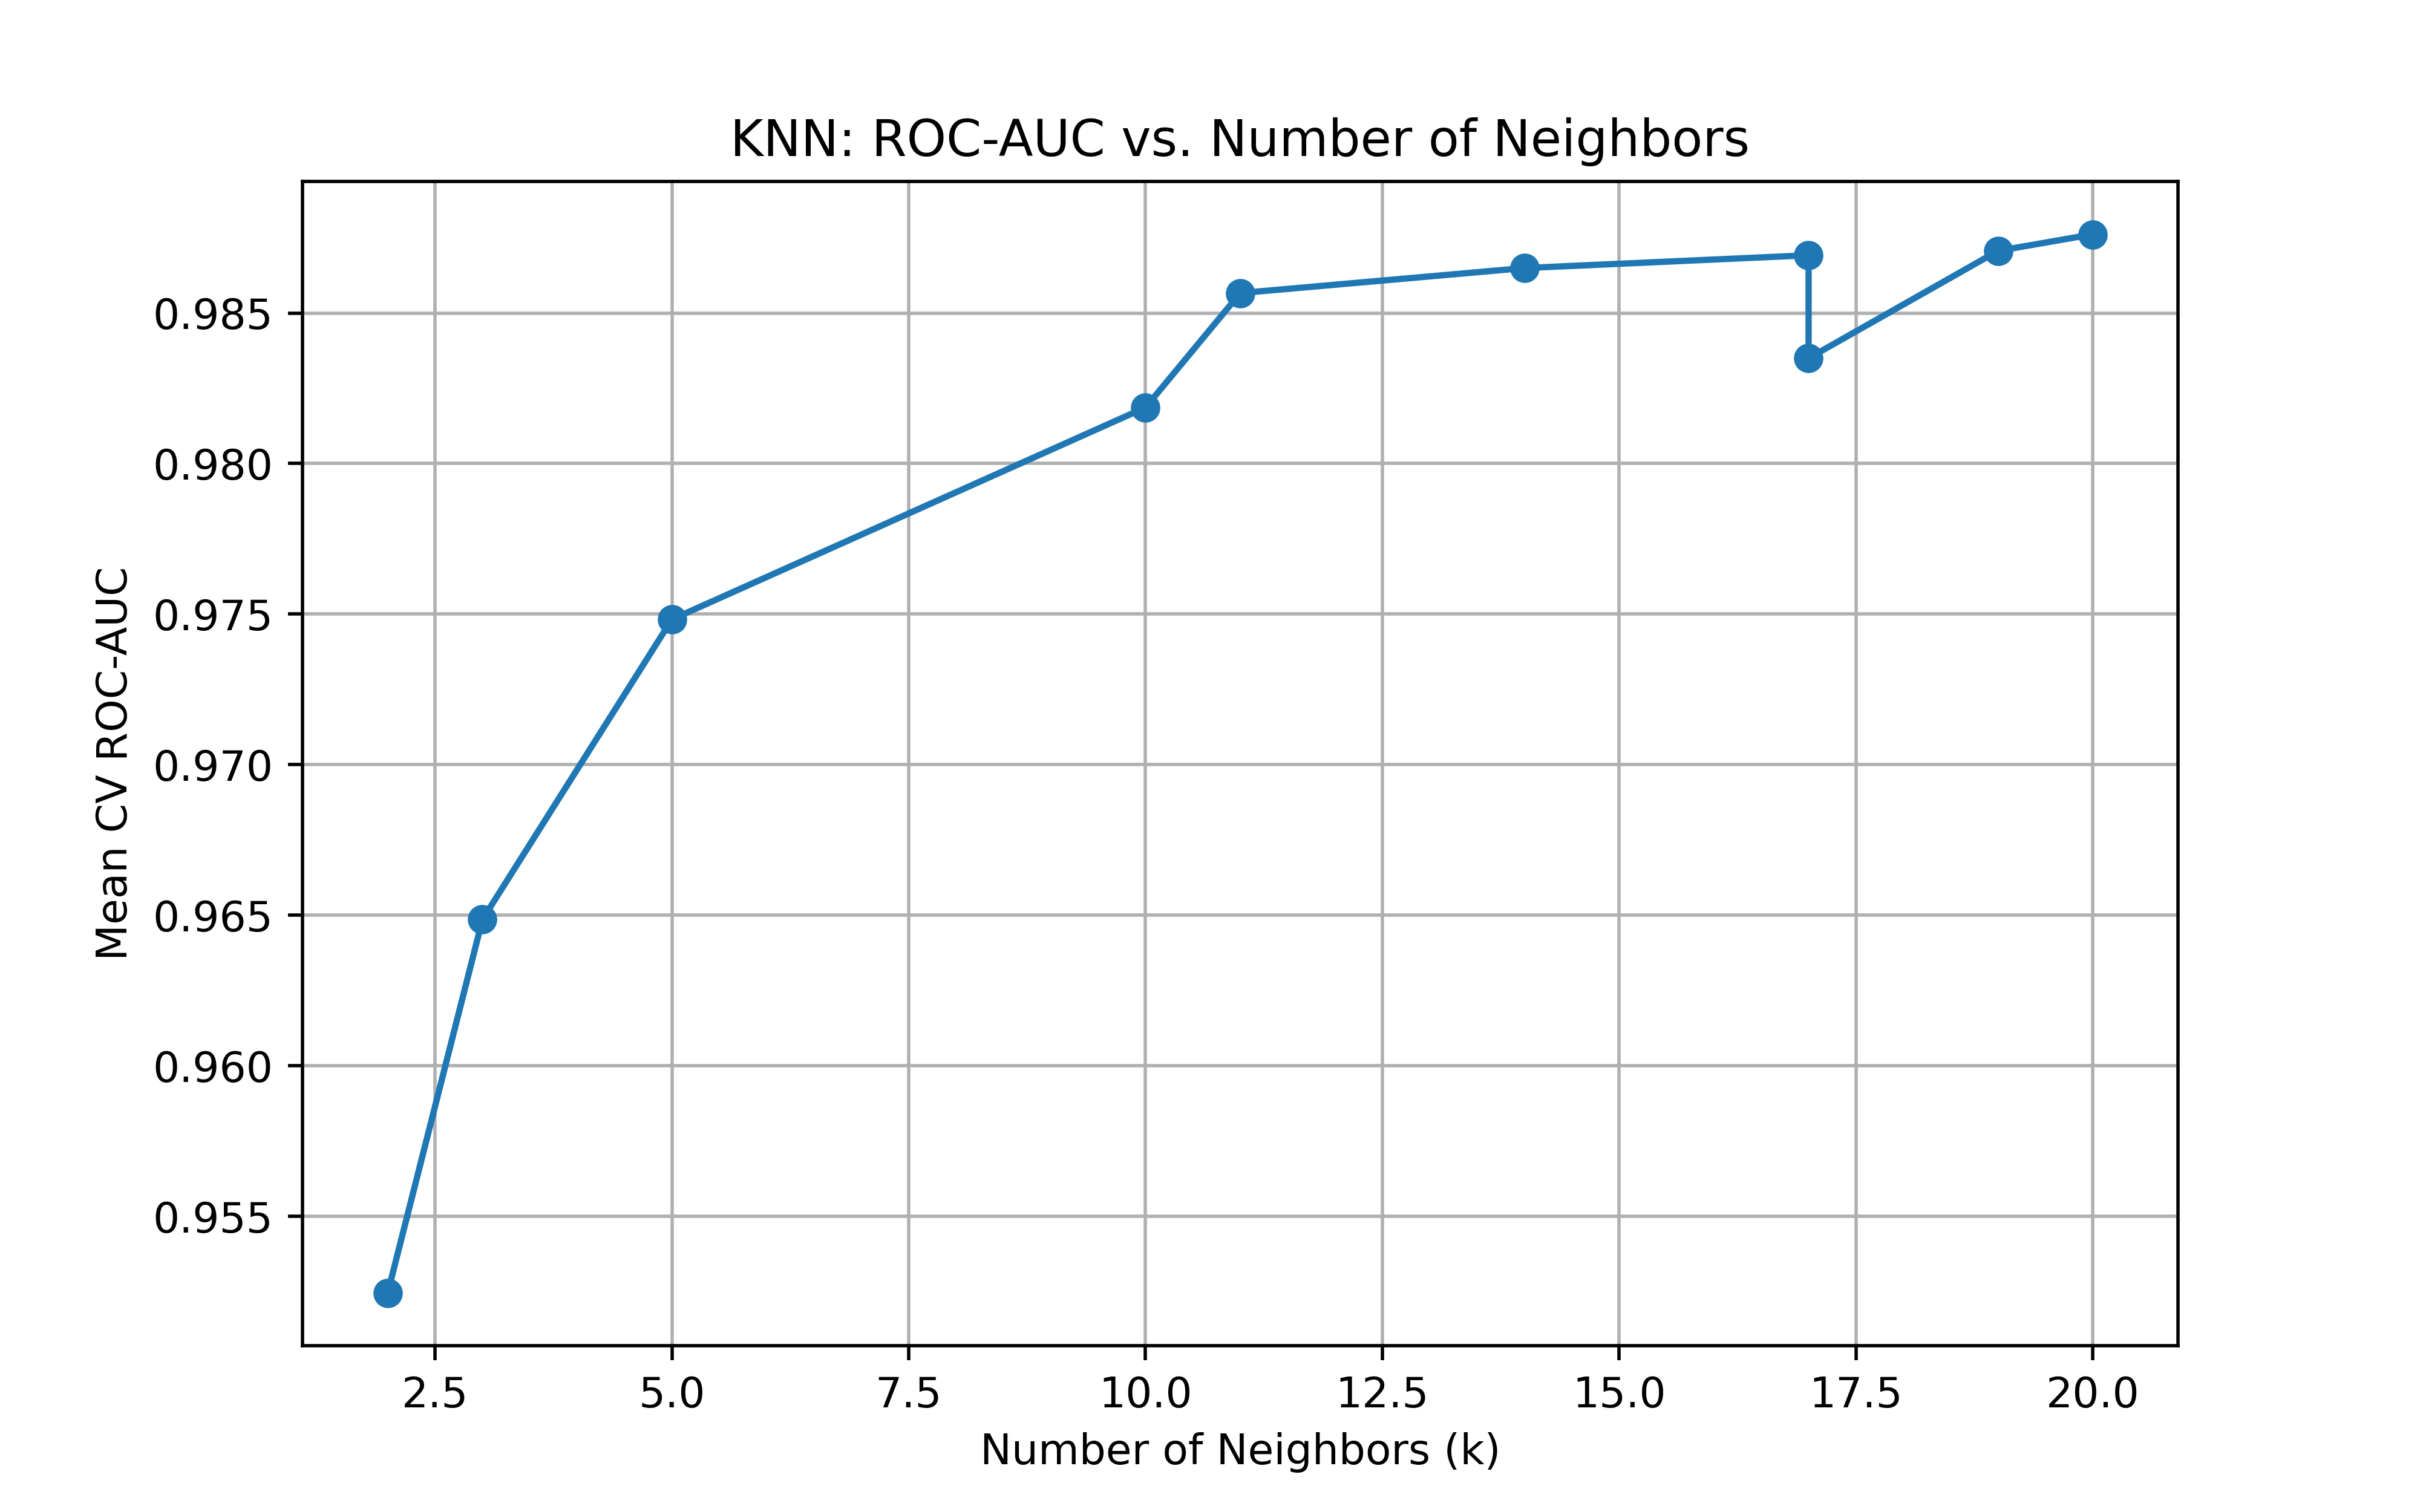 KNN: ROC-AUC vs. Number of Neighbors
Mean CV ROC-AUC
0.985
0.980
0.975
0.970
0.965
0.960
0.955
2.5 5.0 7.5 10.0 12.5 15.0 17.5 20.0
Number of Neighbors (k)